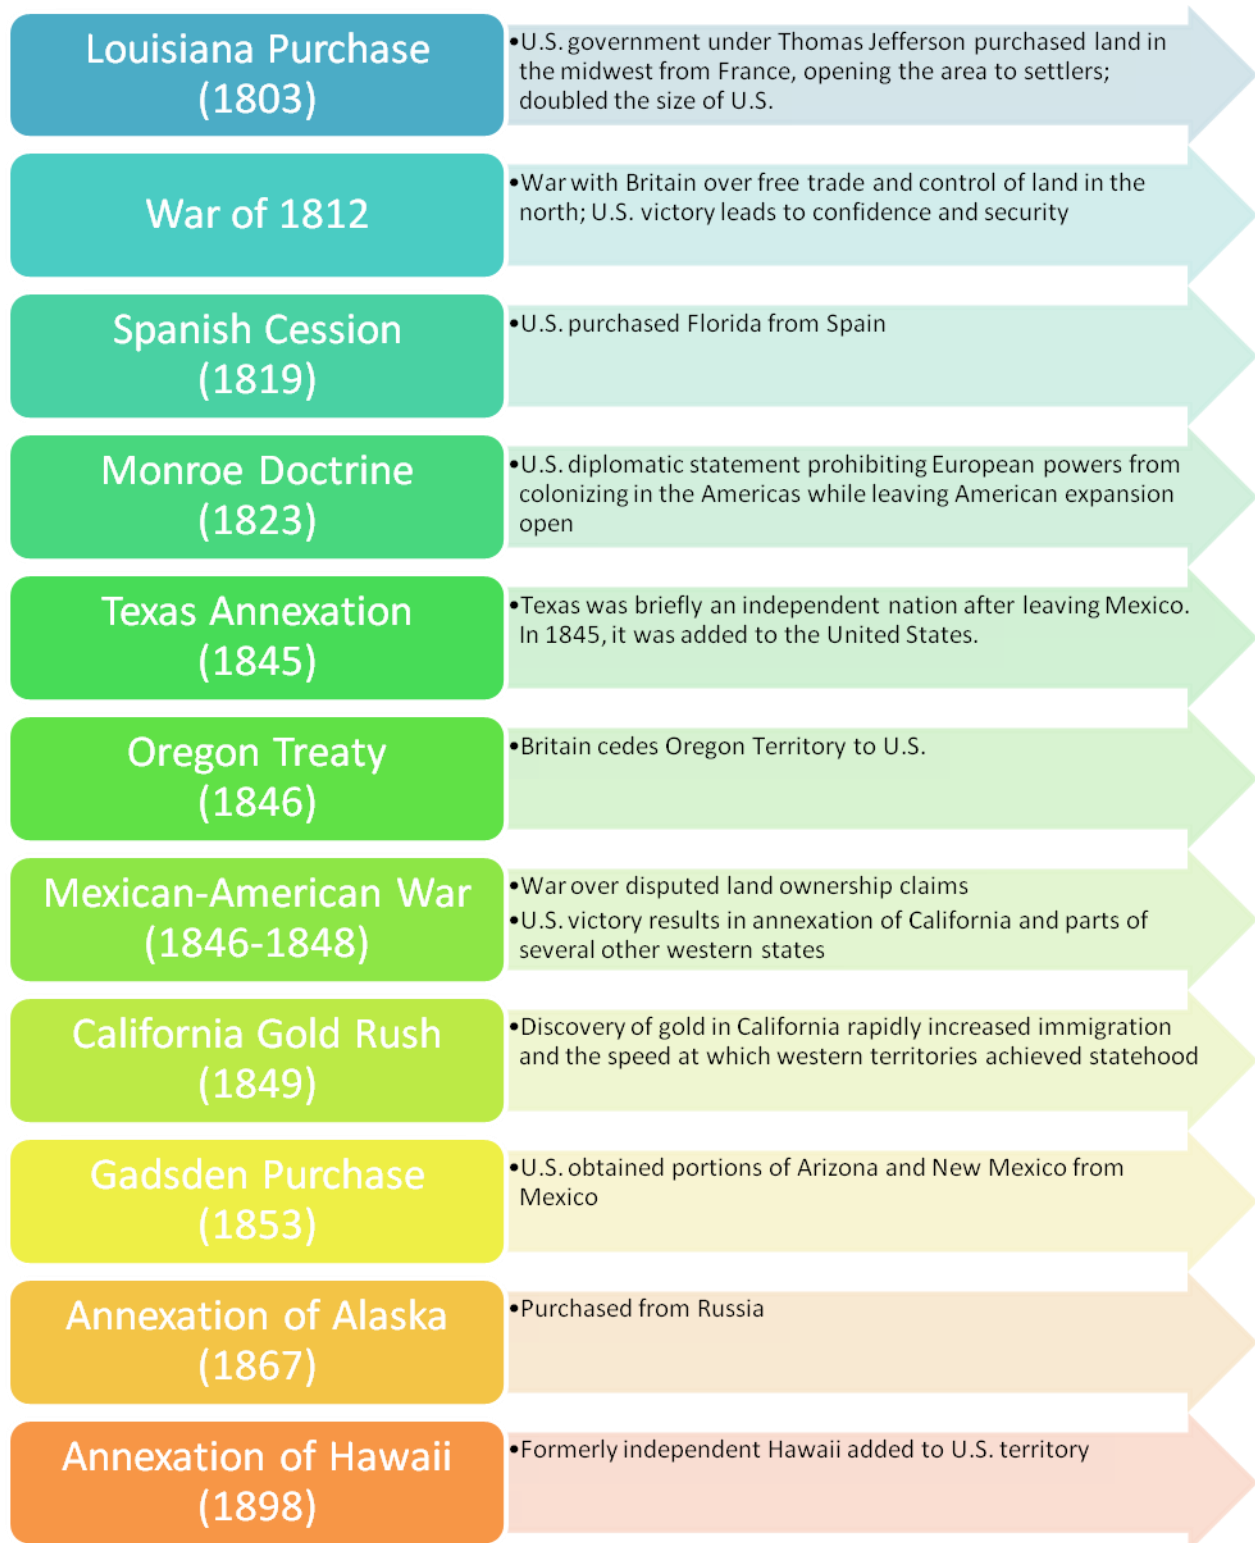 Louisiana Purchase
(1803)
•U.S. government under Thomas Jefferson purchased land in
the midwest from France, opening the area to settlers;
doubled the size of U.S.
War of 1812
•War with Britain over free trade and control of land in the
north; U.S. victory leads to confidence and security
Spanish Cession
(1819)
•U.S. purchased Florida from Spain
Monroe Doctrine
(1823)
•U.S. diplomatic statement prohibiting European powers from
colonizing in the Americas while leaving American expansion
open
Texas Annexation
(1845)
•Texas was briefly an independent nation after leaving Mexico.
In 1845, it was added to the United States.
Oregon Treaty
(1846)
•Britain cedes Oregon Territory to U.S.
Mexican-American War
(1846-1848)
•War over disputed land ownership claims
•U.S. victory results in annexation of California and parts of
several other western states
California Gold Rush
(1849)
•Discovery of gold in California rapidly increased immigration
and the speed at which western territories achieved statehood
Gadsden Purchase
(1853)
•U.S. obtained portions of Arizona and New Mexico from
Mexico
Annexation of Alaska
(1867)
•Purchased from Russia
Annexation of Hawaii
(1898)
•Formerly independent Hawaii added to U.S. territory